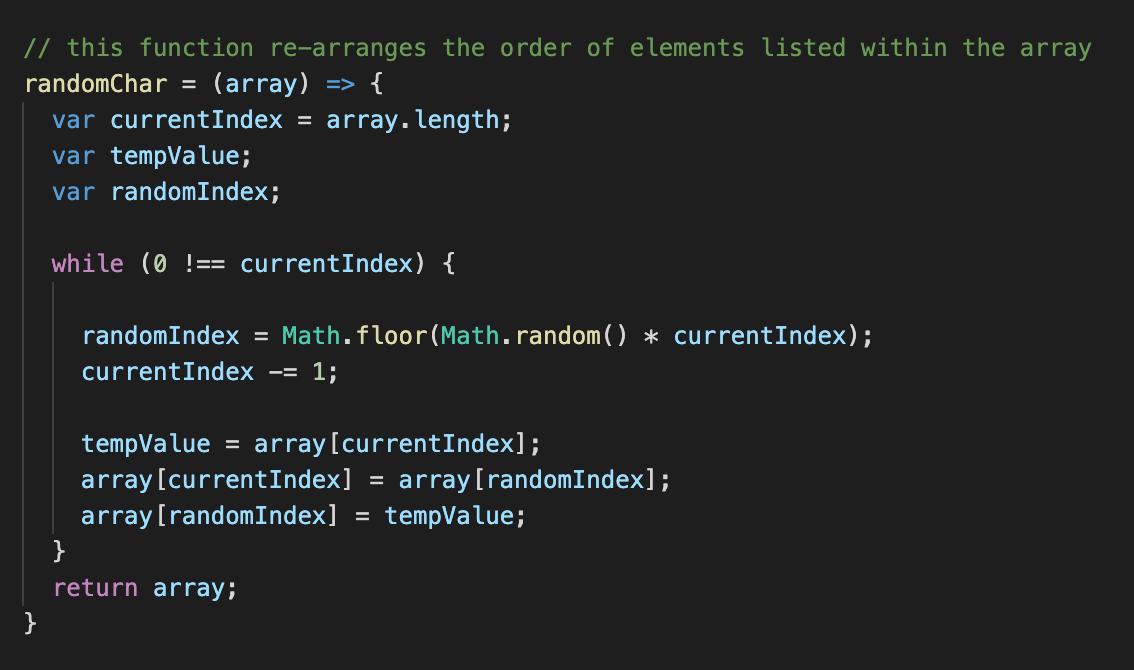 // this function re-arranges the order of elements listed within the array
randomChar = (array) => {
var currentIndex = array.length;
var tempValue;
var randomIndex;
while (0 !== currentIndex) {
randomIndex = Math.floor(Math.random() * currentIndex);
currentIndex -= 1;
tempValue = array[currentIndex];
array[currentIndex] = array[randomIndex];
array[randomIndex] = tempValue;
}
return array;
}